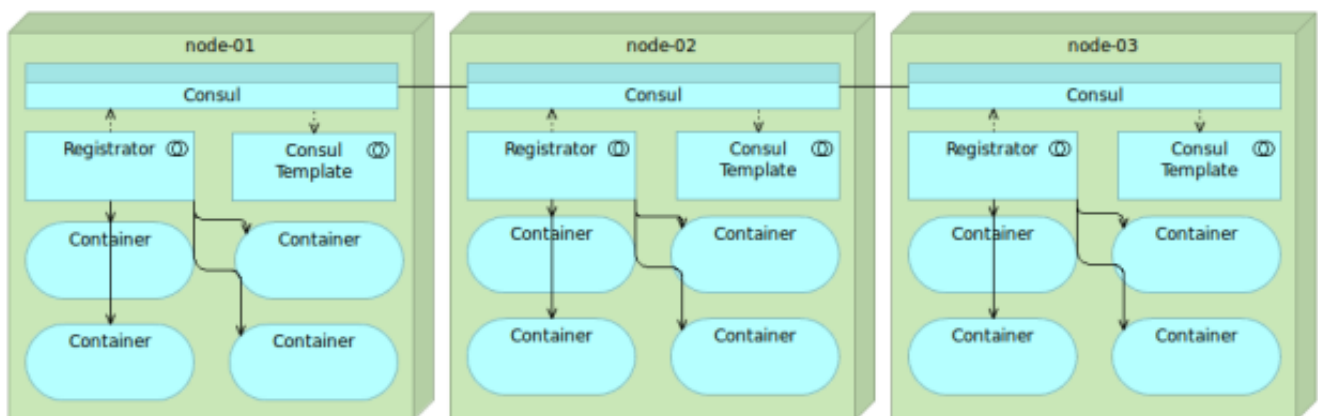 node-01
Consul
Registrator
Consul
Template
Container
Container
Container
Container
node-02
Consul
Registrator
Consul
Template
Container
Container
Container
Container
node-03
Consul
Registrator
Consul
Template
Container
Container
Container
Container